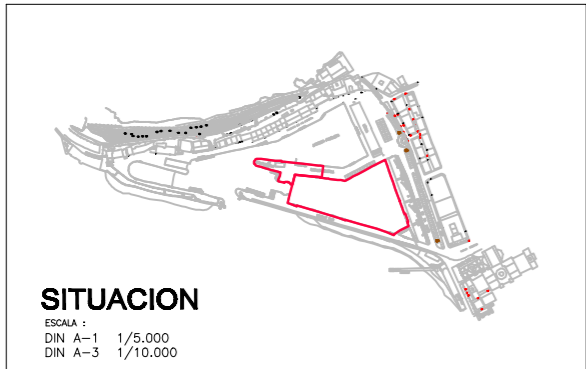 SITUACION
ESCALA :
DIN A-1 1/5.000
DIN A-3 1/10.000